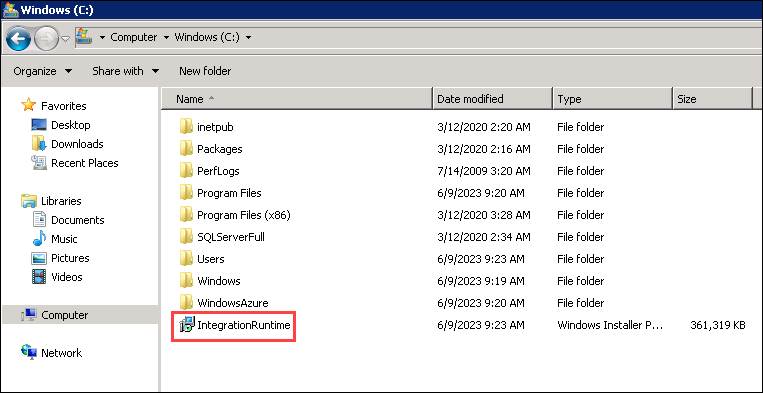 Windows (C:)
Computer Windows (C:)
Organize Share with New folder
Favorites
Desktop
Downloads
Recent Places
Libraries
Documents
Music
Pictures
Videos
Computer
Network
Name Date modified Type Size
inetpub 3/12/2020 2:20 AM File folder
Packages 3/12/2020 2:16 AM File folder
PerfLogs 7/14/2009 3:20 AM File folder
Program Files 6/9/2023 9:20 AM File folder
Program Files (x86) 3/12/2020 3:28 AM File folder
SQLServerFull 3/12/2020 2:34 AM File folder
Users 6/9/2023 9:23 AM File folder
Windows 6/9/2023 9:19 AM File folder
WindowsAzure 6/9/2023 9:20 AM File folder
IntegrationRuntime 6/9/2023 9:23 AM Windows Installer P... 361,319 KB